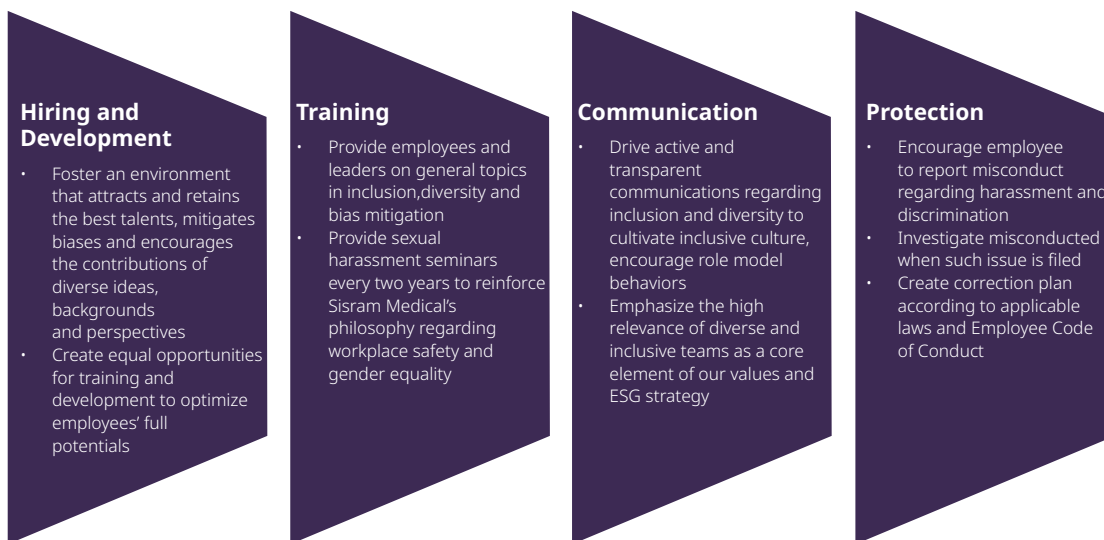 Hiring and
Development
• Foster an environment
that attracts and retains
the best talents, mitigates
biases and encourages
the contributions of
diverse ideas,
backgrounds
and perspectives
• Create equal opportunities
for training and
development to optimize
employees’ full
potentials
Training
• Provide employees and
leaders on general topics
in inclusion,diversity and
bias mitigation
• Provide sexual
harassment seminars
every two years to reinforce
Sisram Medical’s
philosophy regarding
workplace safety and
gender equality
Communication
• Drive active and
transparent
communications regarding
inclusion and diversity to
cultivate inclusive culture,
encourage role model
behaviors
• Emphasize the high
relevance of diverse and
inclusive teams as a core
element of our values and
ESG strategy
Protection
• Encourage employee
to report misconduct
regarding harassment and
discrimination
• Investigate misconducted
when such issue is filed
• Create correction plan
according to applicable
laws and Employee Code
of Conduct